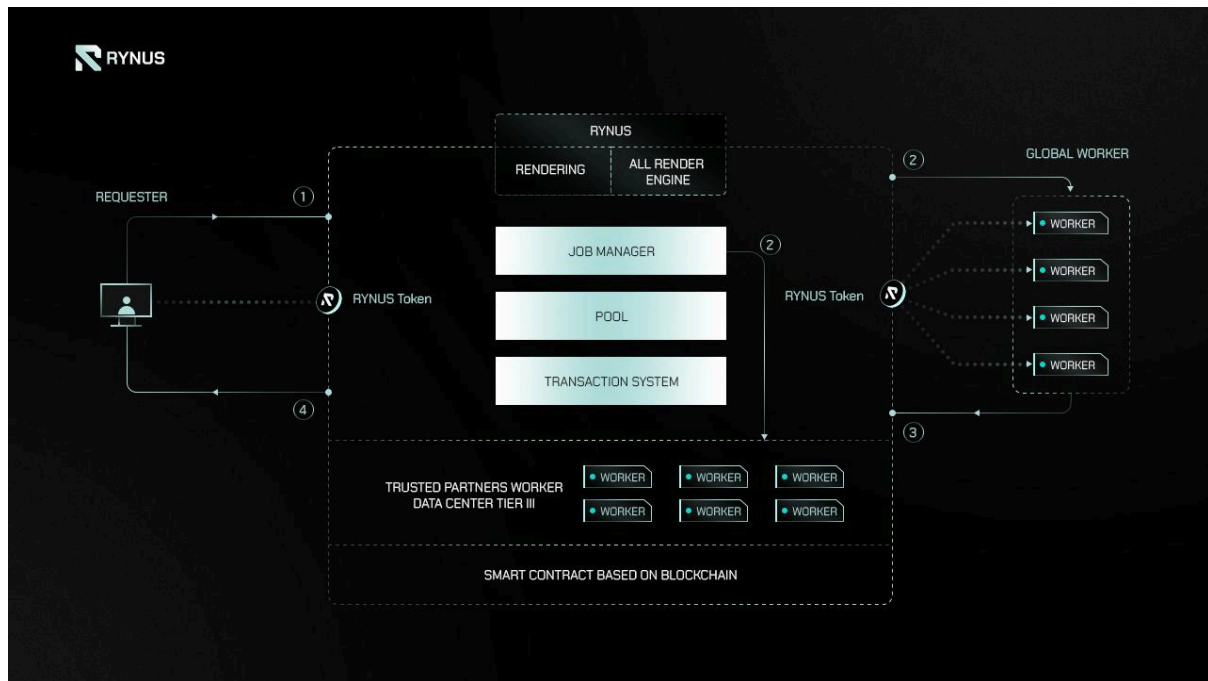 RYNUS
RYNUS
RENDERING
ALL RENDER
ENGINE
2
GLOBAL WORKER
REQUESTER
1
WORKER
JOB MANAGER
2
WORKER
RYNUS Token
RYNUS Token
POOL
WORKER
TRANSACTION SYSTEM
WORKER
4
3
TRUSTED PARTNERS WORKER
DATA CENTER TIER III
WORKER
WORKER
WORKER
WORKER
WORKER
WORKER
SMART CONTRACT BASED ON BLOCKCHAIN